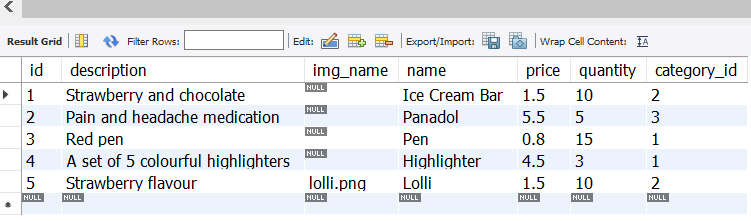 Result Grid Filter Rows: Edit: Export/Import: Wrap Cell Content: IA
id description img_name name price quantity category_id
1 Strawberry and chocolate NULL Ice Cream Bar 1.5 10 2
2 Pain and headache medication NULL Panadol 5.5 5 3
3 Red pen NULL Pen 0.8 15 1
4 A set of 5 colourful highlighters NULL Highlighter 4.5 3 1
5 Strawberry flavour lolli.png Lolli 1.5 10 2
NULL NULL NULL NULL NULL NULL NULL